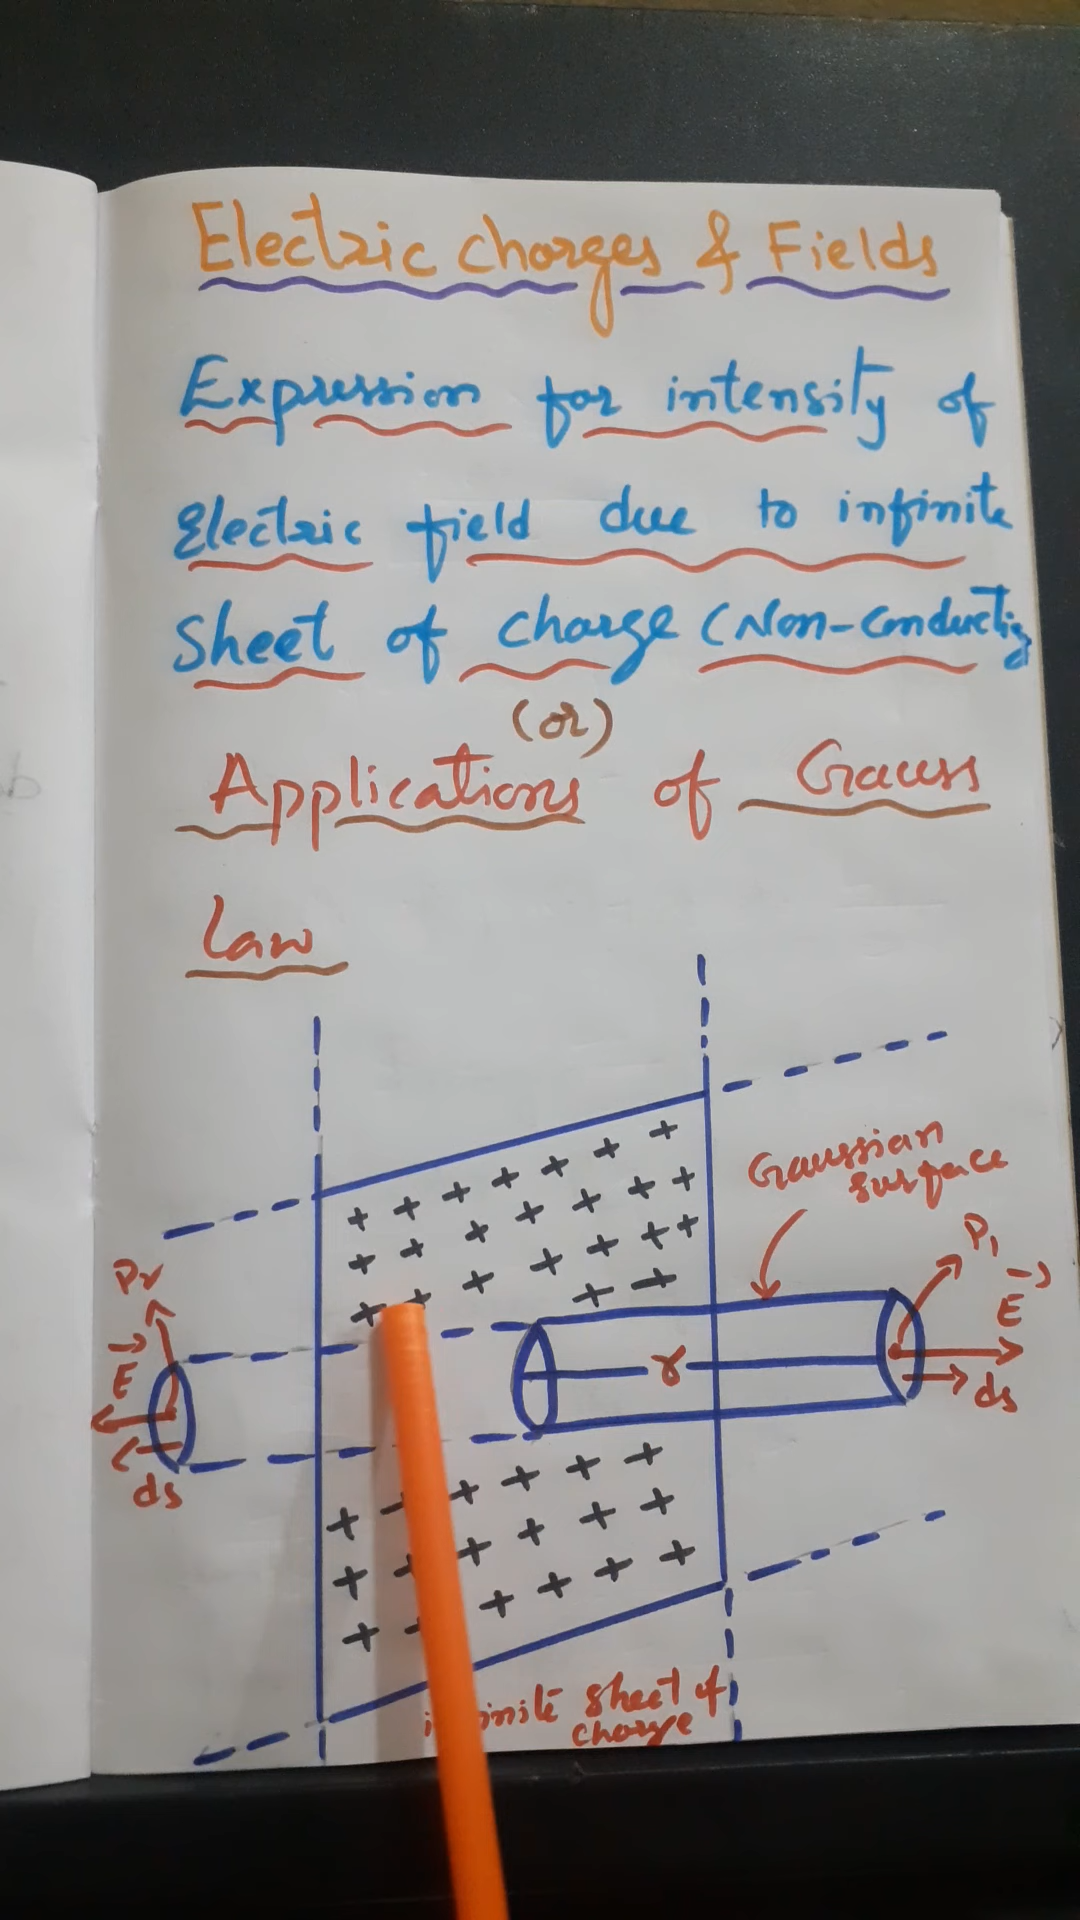 Electric charges & Fields
Expression for intensity of
Electric field due to infinite
Sheet of charge (Non-Conducting
(or)
Applications of Gauss
Law
Gaussian
surface
P₁
E
ds
r
E
ds
sheet of
charge